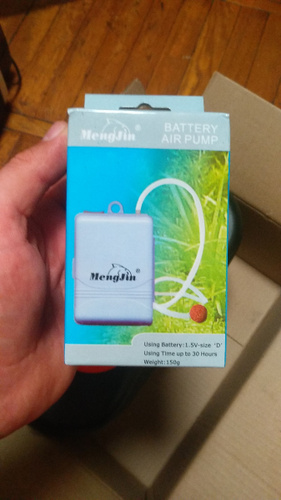 MengJin®
BATTERY
AIR PUMP
MengJin®
Using Battery:1.5V-size "D"
Using Time up to 30 Hours
Weight:150g